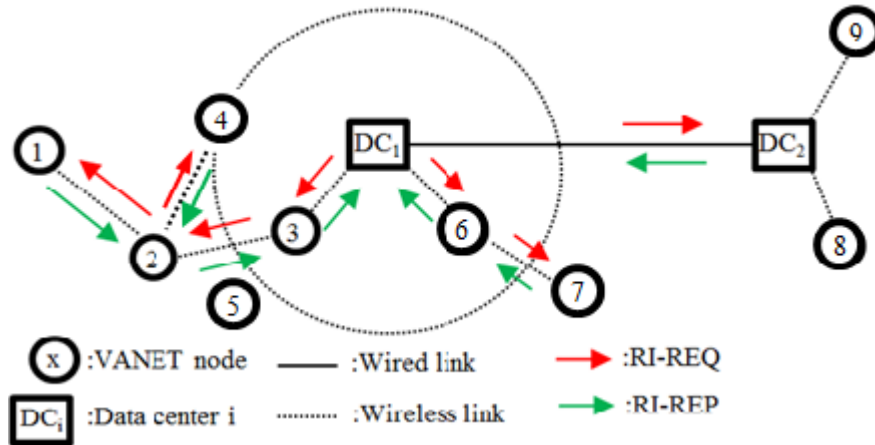 9
4
1
DC1
DC2
3
6
2
8
5
7
x :VANET node
:Wired link
:RI-REQ
DCi :Data center i
:Wireless link
:RI-REP